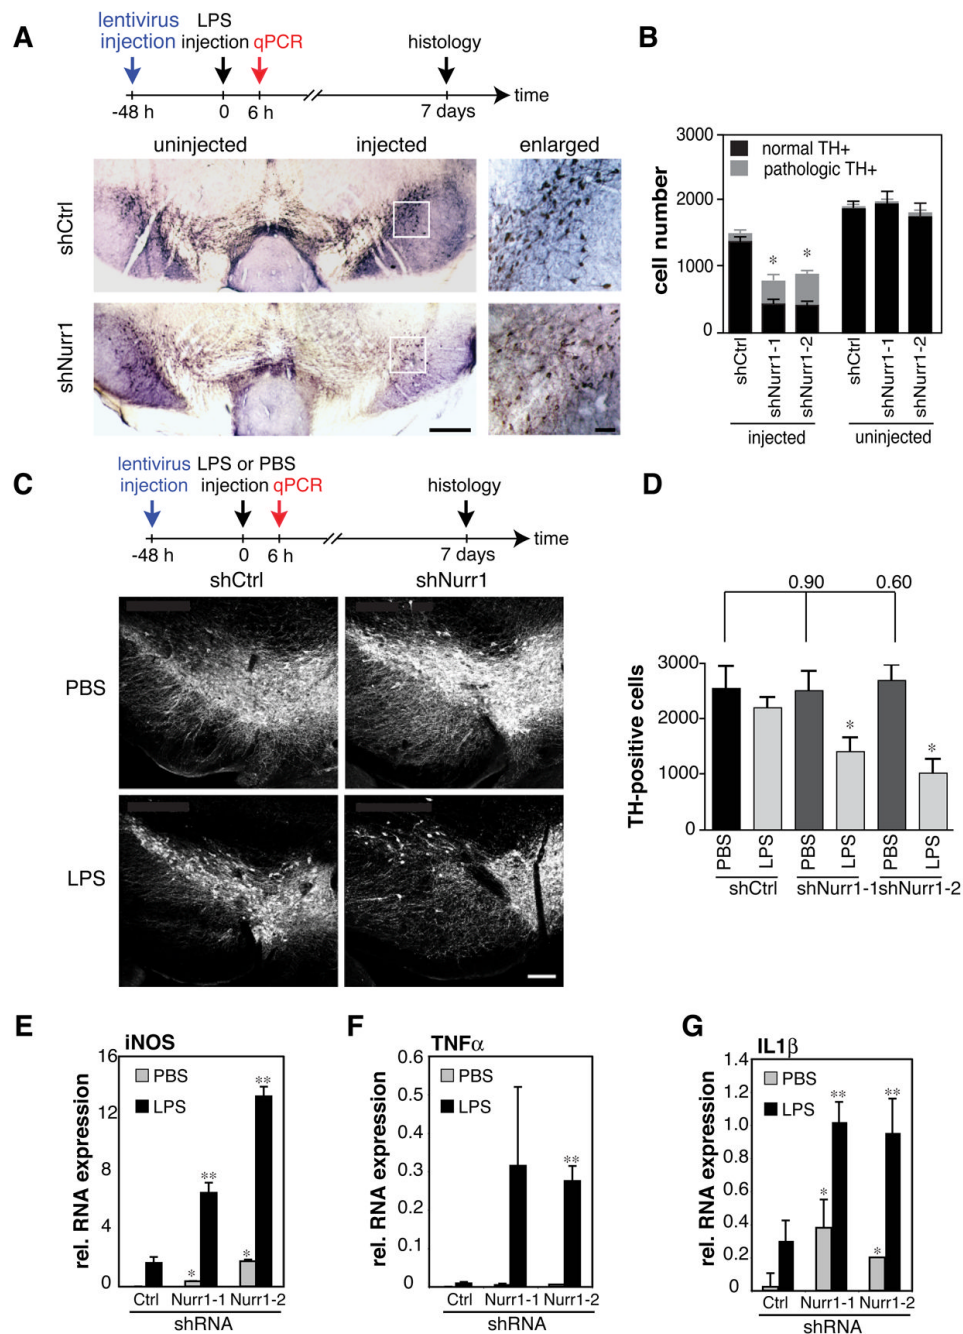 A
lentivirus injection
LPS injection
qPCR
histology
-48 h
0
6 h
7 days
time
uninjected
injected
enlarged
shCtrl
shNurr1
B
cell number
3000
2000
1000
0
normal TH+
pathologic TH+
*
*
shCtrl
shNurr1-1
shNurr1-2
shCtrl
shNurr1-1
shNurr1-2
injected
uninjected
C
lentivirus injection
LPS or PBS injection
qPCR
histology
-48 h
0
6 h
7 days
time
shCtrl
shNurr1
PBS
LPS
D
0.90
0.60
TH-positive cells
3000
2000
1000
0
*
*
PBS
LPS
PBS
LPS
PBS
LPS
shCtrl
shNurr1-1
shNurr1-2
E
iNOS
rel. RNA expression
16
12
8
4
0
PBS
LPS
*
**
*
**
Ctrl
Nurr1-1
Nurr1-2
shRNA
F
TNFα
rel. RNA expression
0.6
0.5
0.4
0.3
0.2
0.1
0
PBS
LPS
**
Ctrl
Nurr1-1
Nurr1-2
shRNA
G
IL1β
rel. RNA expression
1.4
1.2
1.0
0.8
0.6
0.4
0.2
0
PBS
LPS
*
**
*
**
Ctrl
Nurr1-1
Nurr1-2
shRNA